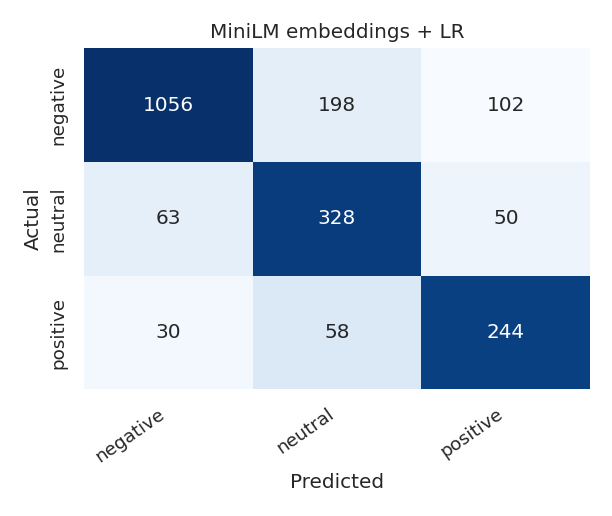 MiniLM embeddings + LR
Actual
negative
1056 198 102
neutral
63 328 50
positive
30 58 244
negative neutral positive
Predicted